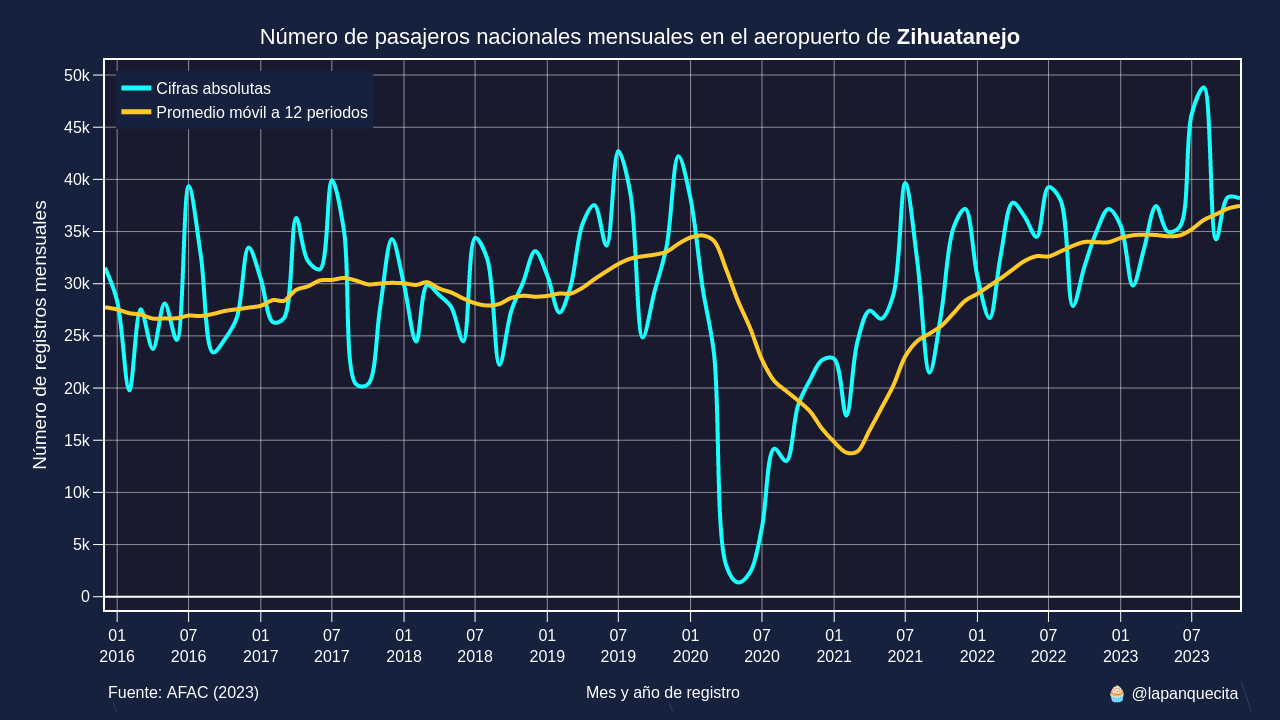 Número de pasajeros nacionales mensuales en el aeropuerto de Zihuatanejo
Cifras absolutas
Promedio móvil a 12 periodos
Número de registros mensuales
50k
45k
40k
35k
30k
25k
20k
15k
10k
5k
0
01 07 01 07 01 07 01 07 01 07 01 07 01 07 01 07
2016 2016 2017 2017 2018 2018 2019 2019 2020 2020 2021 2021 2022 2022 2023 2023
Fuente: AFAC (2023) Mes y año de registro 🧁 @lapanquecita